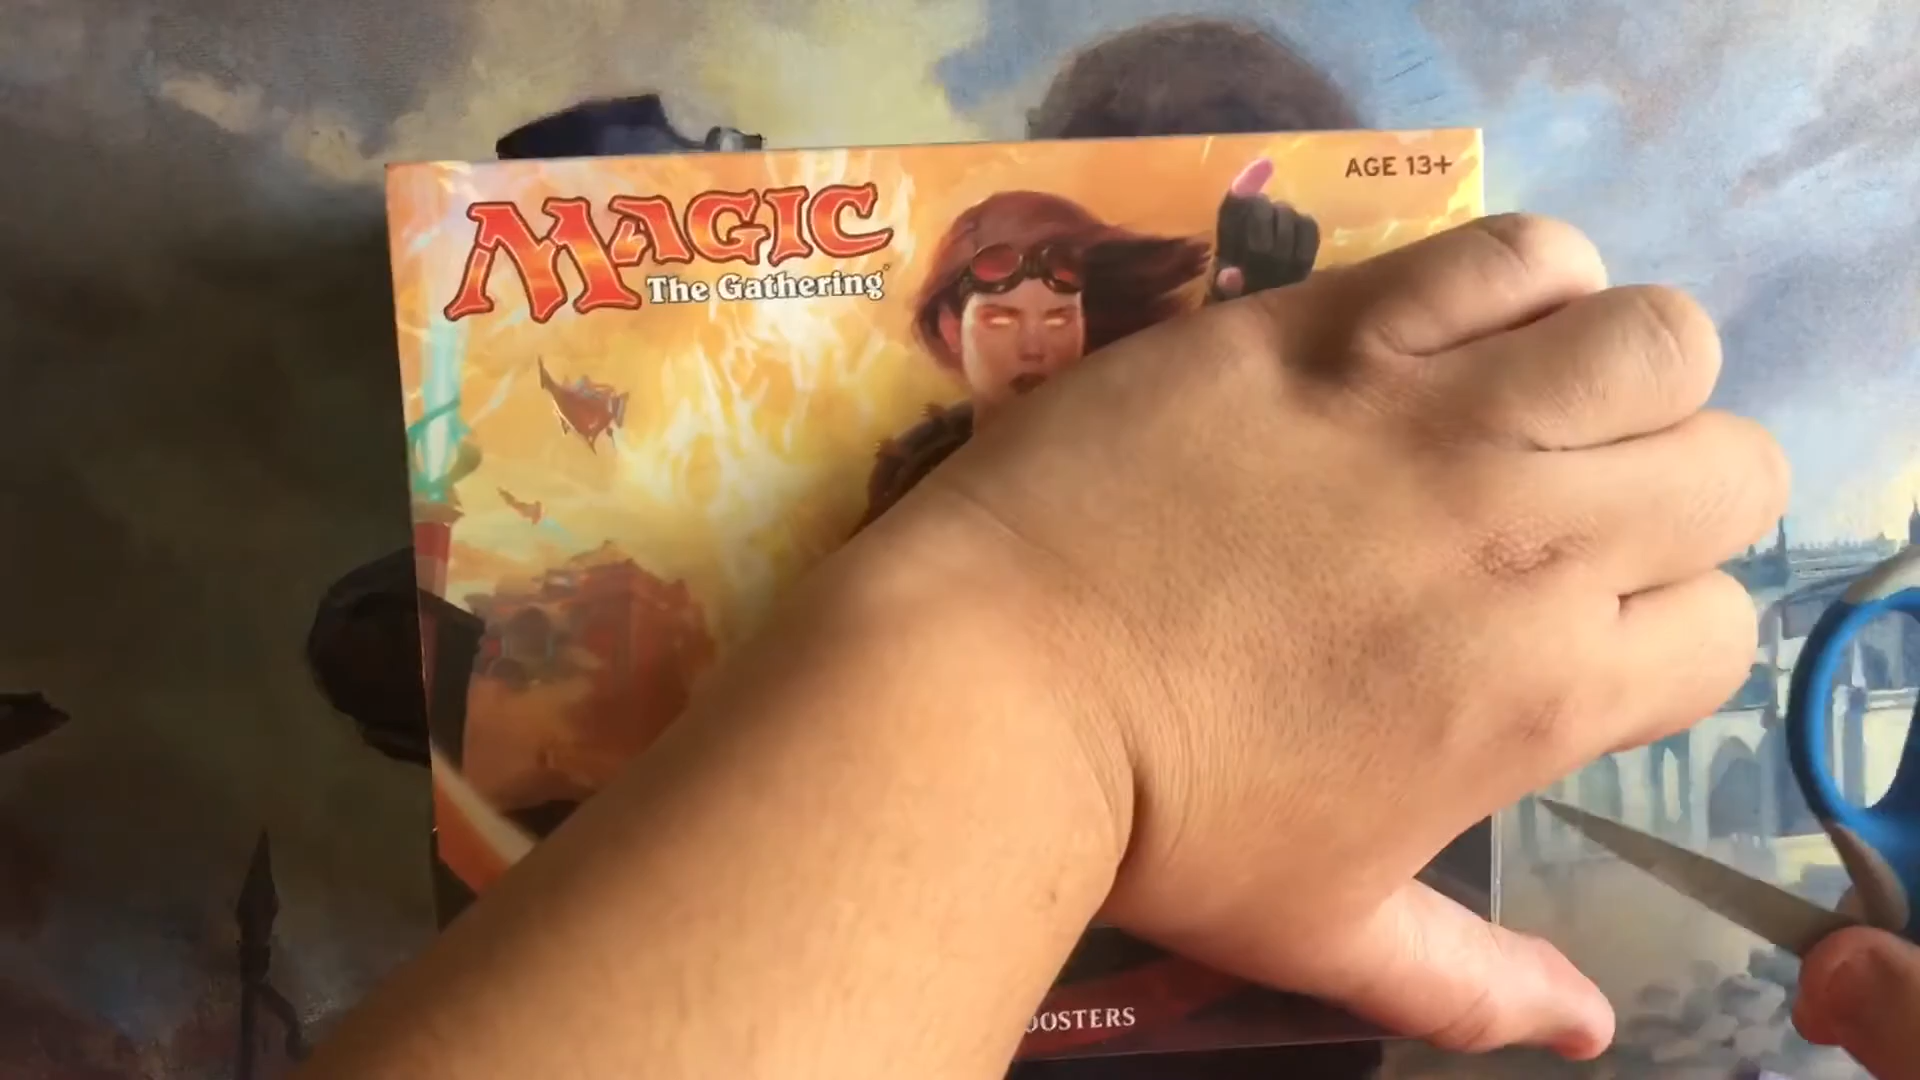 MAGIC
The Gathering
AGE 13+
OOSTERS